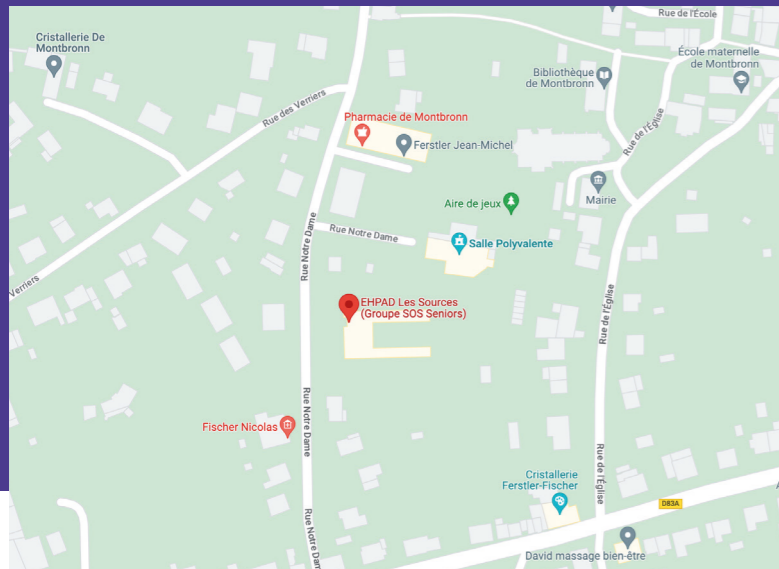 Rue de l'École
Cristallerie De
Montbronn
École maternelle
de Montbronn
Bibliothèque
de Montbronn
Rue des Verriers
Pharmacie de Montbronn
Ferstler Jean-Michel
Rue de l'Église
Aire de jeux
Mairie
Rue Notre Dame
Rue Notre Dame
Salle Polyvalente
Verriers
EHPAD Les Sources
(Groupe SOS Seniors)
Rue de l'Église
Rue Notre Dame
Fischer Nicolas
Rue de l'Église
Cristallerie
Ferstler-Fischer
D83A
Rue Notre Dam
David massage bien-être